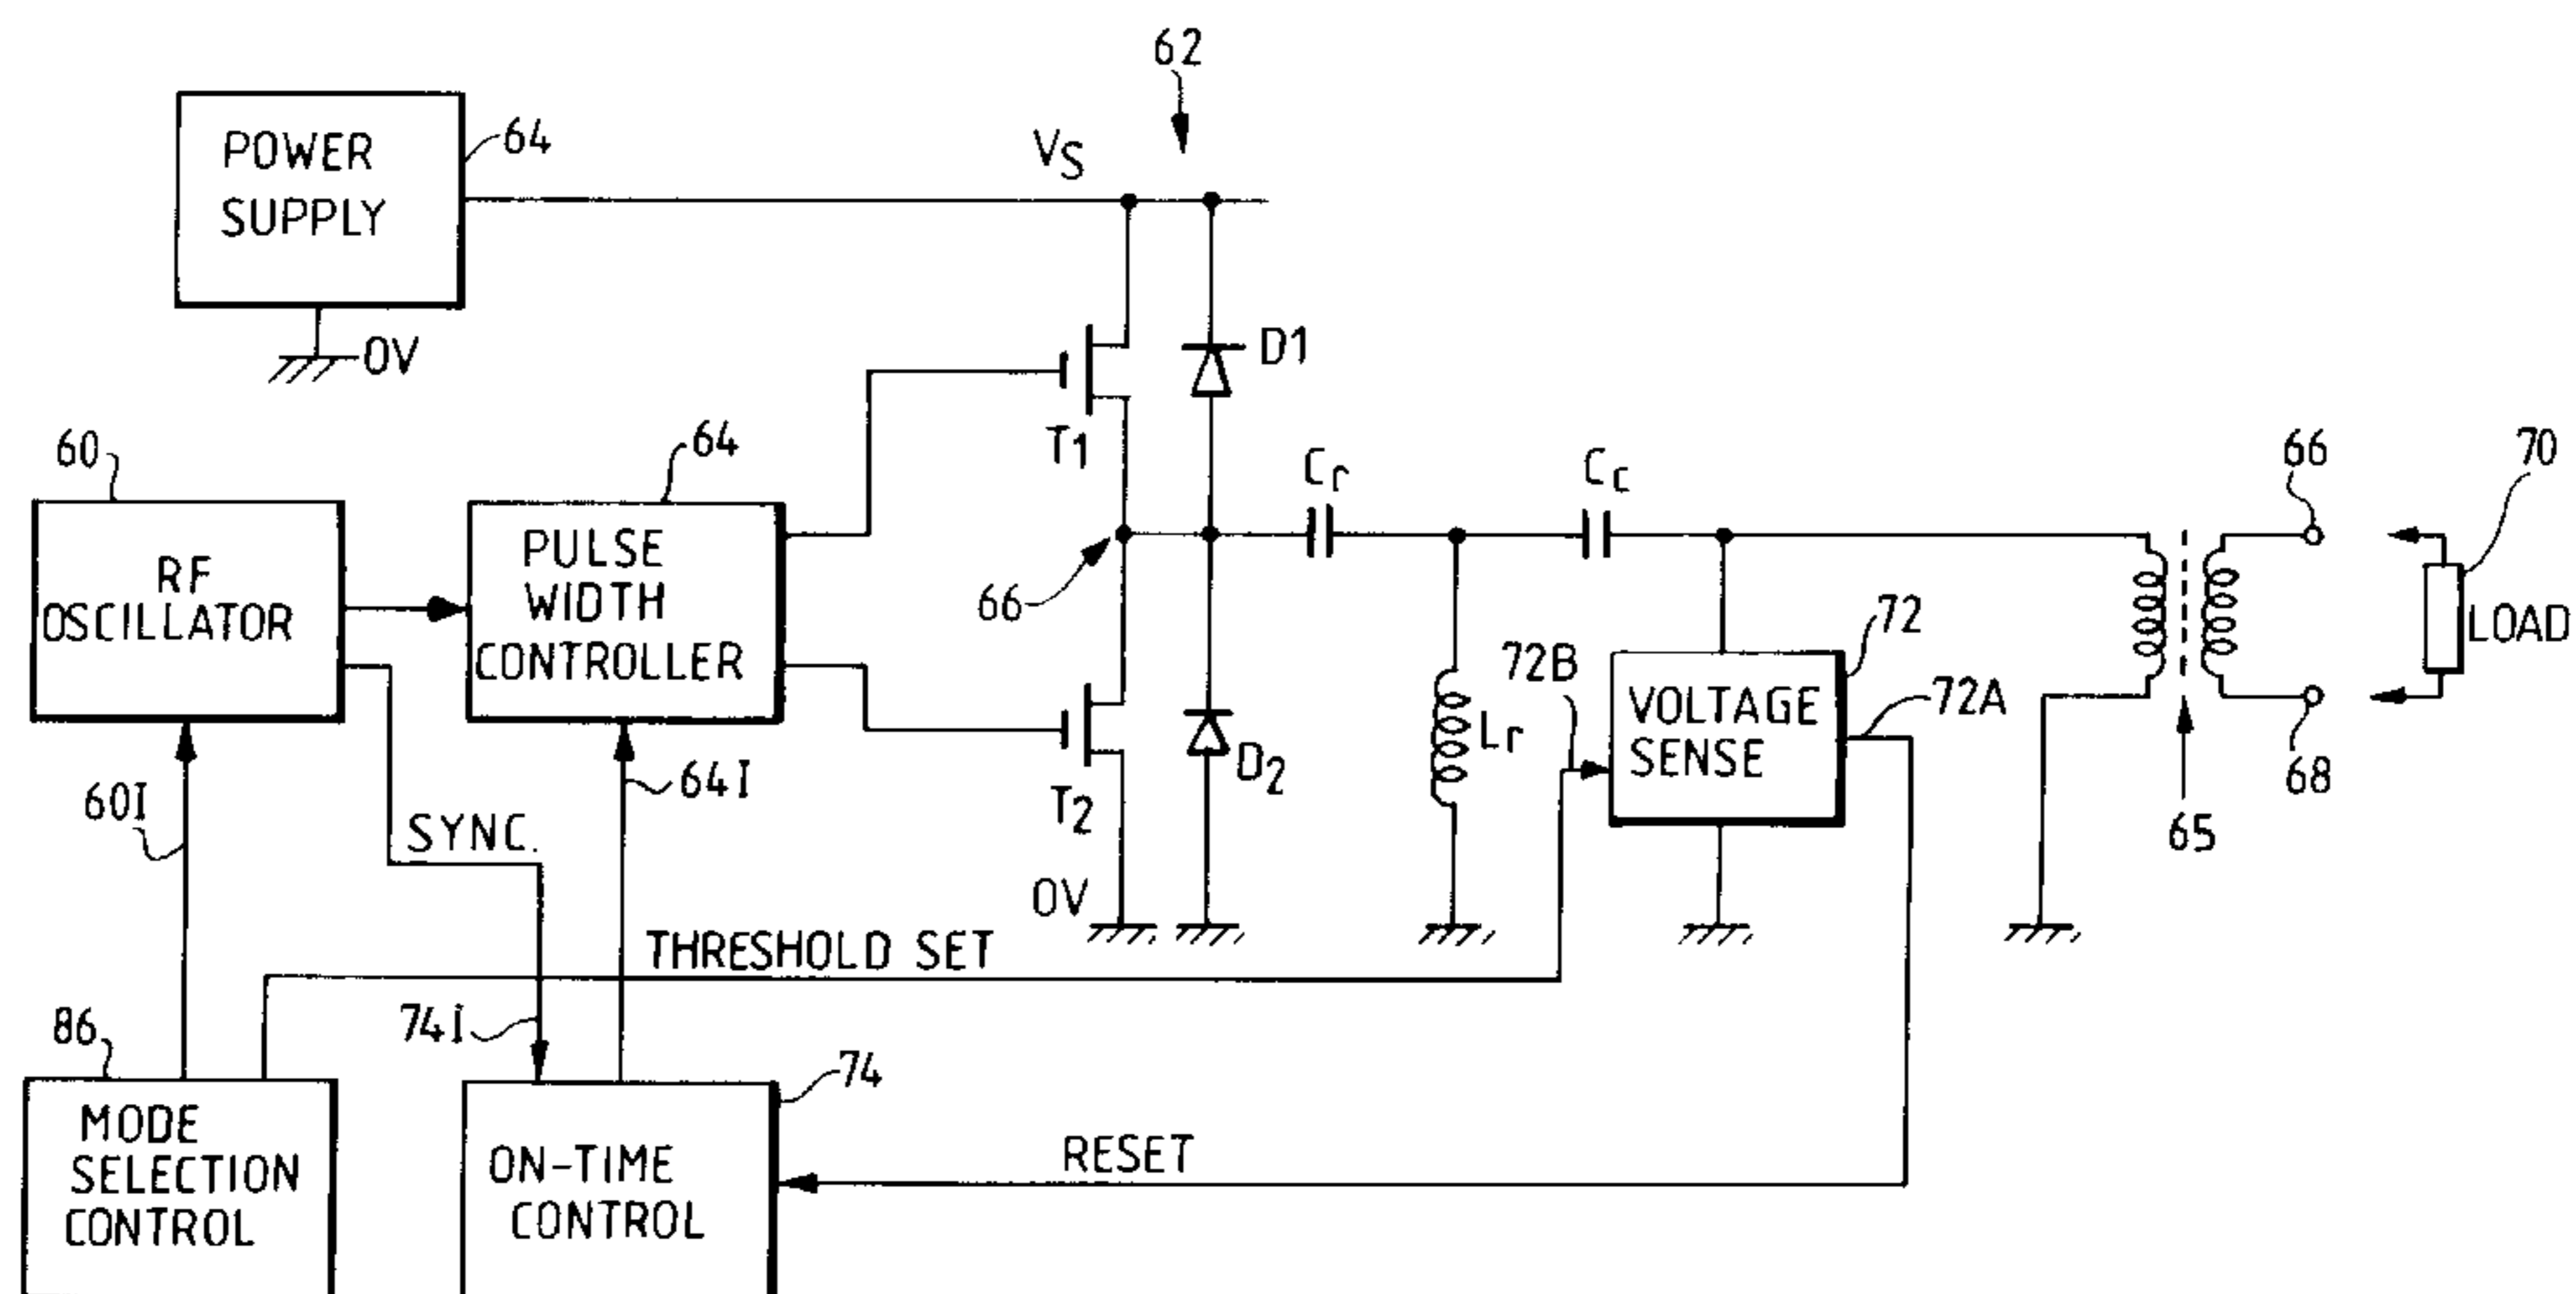 62
POWER
SUPPLY
64
VS
0V
D1
T1
60
64
Cr
Cc
66
70
RF
OSCILLATOR
PULSE
WIDTH
CONTROLLER
66
72
LOAD
72B
VOLTAGE
SENSE
72A
Lr
68
60I
64I
T2
D2
65
SYNC.
0V
THRESHOLD SET
86
74I
74
MODE
SELECTION
CONTROL
ON-TIME
CONTROL
RESET